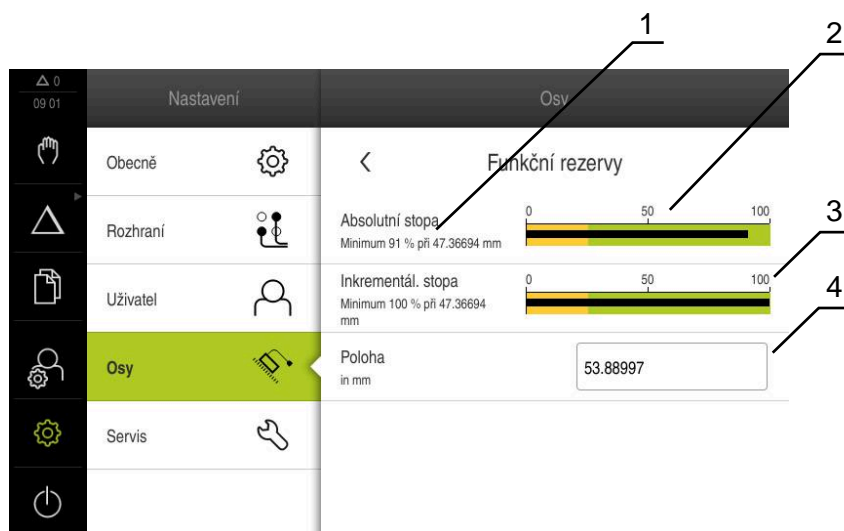 1
2
△ 0
09 01
Nastavení
Osy
Obecně
Funkční rezervy
Absolutní stopa
Minimum 91 % při 47.36694 mm
0 50 100
3
Rozhraní
Inkrementál. stopa
Minimum 100 % při 47.36694
mm
0 50 100
4
Uživatel
Osy
Poloha
in mm
53.88997
Servis